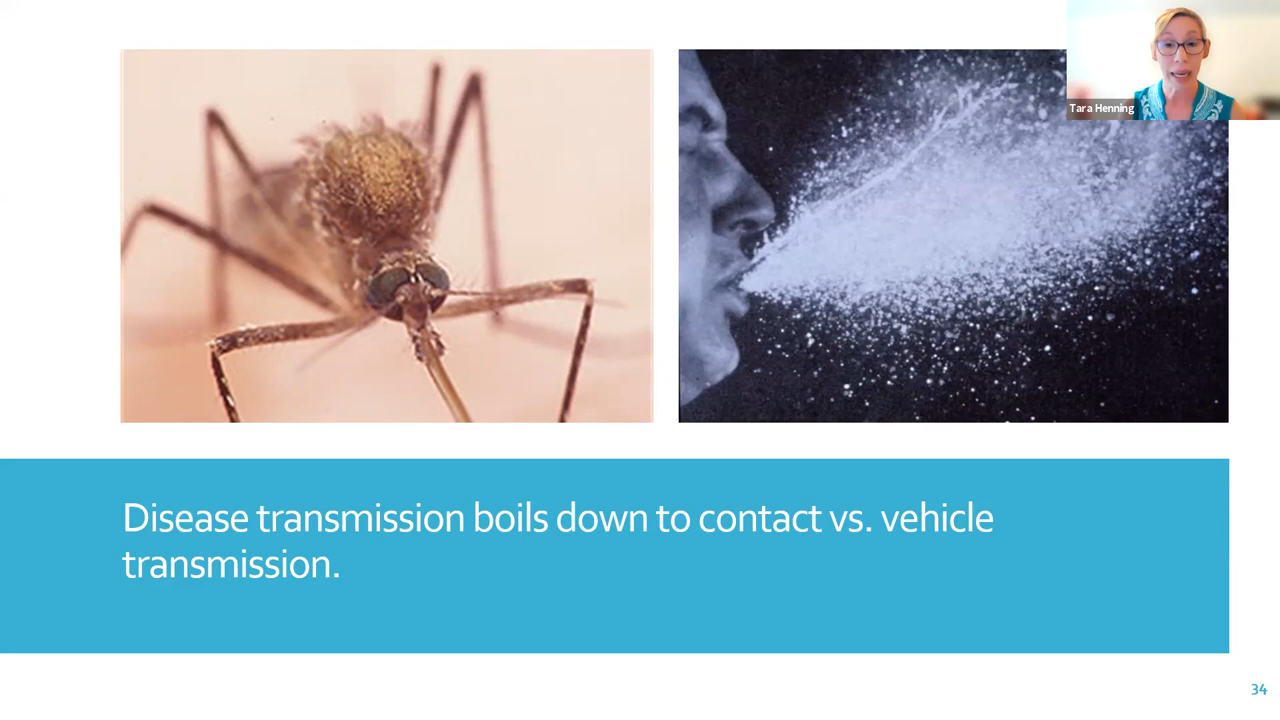 Tara Henning
Disease transmission boils down to contact vs. vehicle
transmission.
34